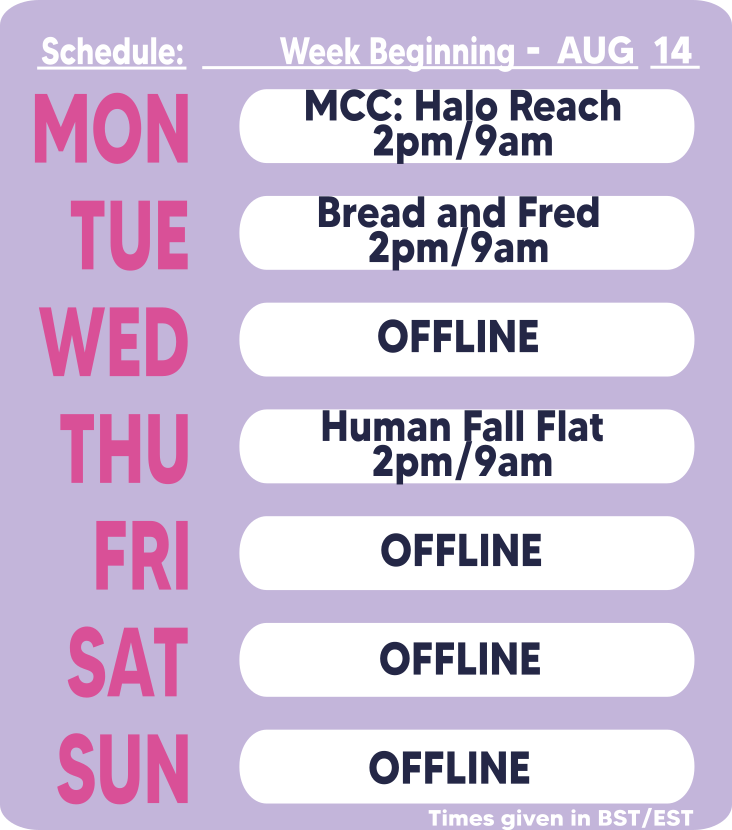 Schedule: Week Beginning - AUG 14
MON
MCC: Halo Reach
2pm/9am
TUE
Bread and Fred
2pm/9am
WED
OFFLINE
THU
Human Fall Flat
2pm/9am
FRI
OFFLINE
SAT
OFFLINE
SUN
OFFLINE
Times given in BST/EST